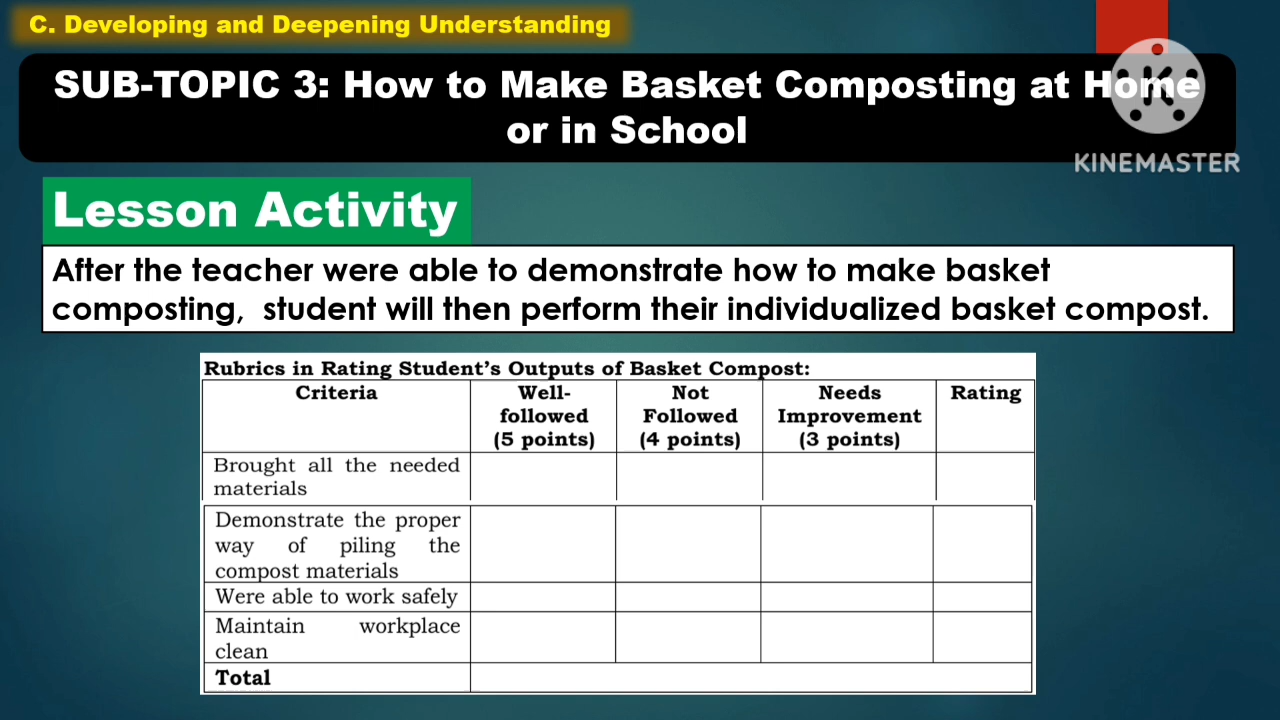 C. Developing and Deepening Understanding
SUB-TOPIC 3: How to Make Basket Composting at Home
or in School
K
KINEMASTER
Lesson Activity
After the teacher were able to demonstrate how to make basket
composting, student will then perform their individualized basket compost.
Rubrics in Rating Student's Outputs of Basket Compost:
Criteria
Well-
followed
(5 points)
Not
Followed
(4 points)
Needs
Improvement
(3 points)
Rating
Brought all the needed
materials
Demonstrate the proper
way of piling the
compost materials
Were able to work safely
Maintain workplace
clean
Total